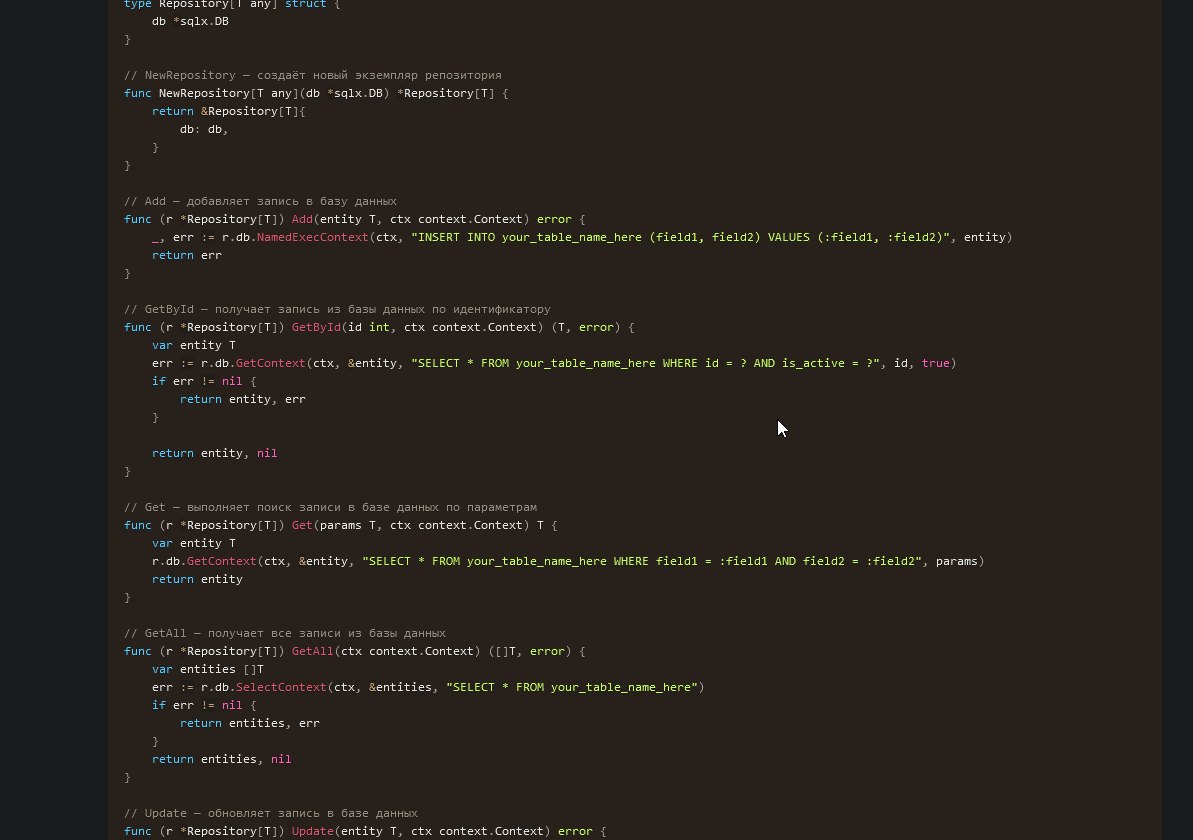 type Repository[T any] struct {
    db *sqlx.DB
}

// NewRepository — создаёт новый экземпляр репозитория
func NewRepository[T any](db *sqlx.DB) *Repository[T] {
    return &Repository[T]{
        db: db,
    }
}

// Add — добавляет запись в базу данных
func (r *Repository[T]) Add(entity T, ctx context.Context) error {
    _, err := r.db.NamedExecContext(ctx, "INSERT INTO your_table_name_here (field1, field2) VALUES (:field1, :field2)", entity)
    return err
}

// GetById — получает запись из базы данных по идентификатору
func (r *Repository[T]) GetById(id int, ctx context.Context) (T, error) {
    var entity T
    err := r.db.GetContext(ctx, &entity, "SELECT * FROM your_table_name_here WHERE id = ? AND is_active = ?", id, true)
    if err != nil {
        return entity, err
    }

    return entity, nil
}

// Get — выполняет поиск записи в базе данных по параметрам
func (r *Repository[T]) Get(params T, ctx context.Context) T {
    var entity T
    r.db.GetContext(ctx, &entity, "SELECT * FROM your_table_name_here WHERE field1 = :field1 AND field2 = :field2", params)
    return entity
}

// GetAll — получает все записи из базы данных
func (r *Repository[T]) GetAll(ctx context.Context) ([]T, error) {
    var entities []T
    err := r.db.SelectContext(ctx, &entities, "SELECT * FROM your_table_name_here")
    if err != nil {
        return entities, err
    }
    return entities, nil
}

// Update — обновляет запись в базе данных
func (r *Repository[T]) Update(entity T, ctx context.Context) error {